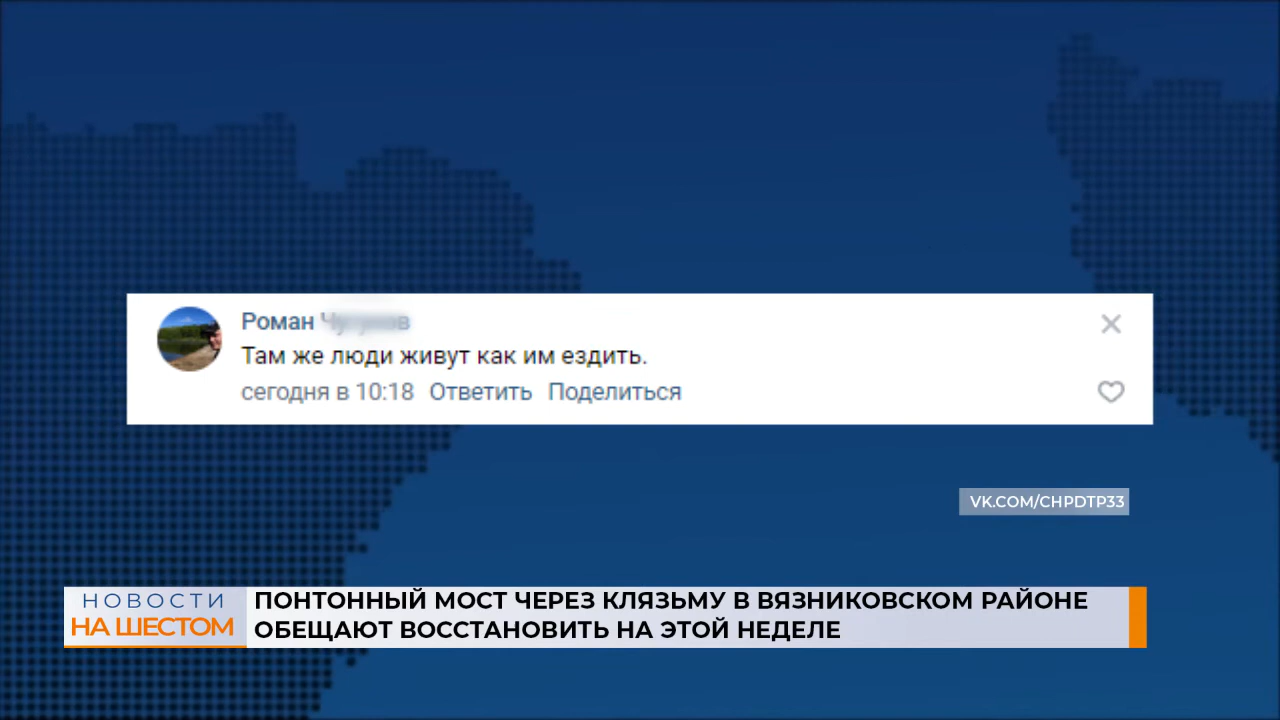 Роман
Там же люди живут как им ездить.
сегодня в 10:18 Ответить Поделиться
VK.COM/CHPDTP33
НОВОСТИ
НА ШЕСТОМ
ПОНТОННЫЙ МОСТ ЧЕРЕЗ КЛЯЗЬМУ В ВЯЗНИКОВСКОМ РАЙОНЕ
ОБЕЩАЮТ ВОССТАНОВИТЬ НА ЭТОЙ НЕДЕЛЕ